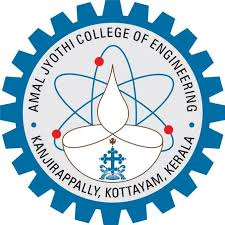 AMAL JYOTHI COLLEGE OF ENGINEERING
KANJIRAPPALLY, KOTTAYAM, KERALA